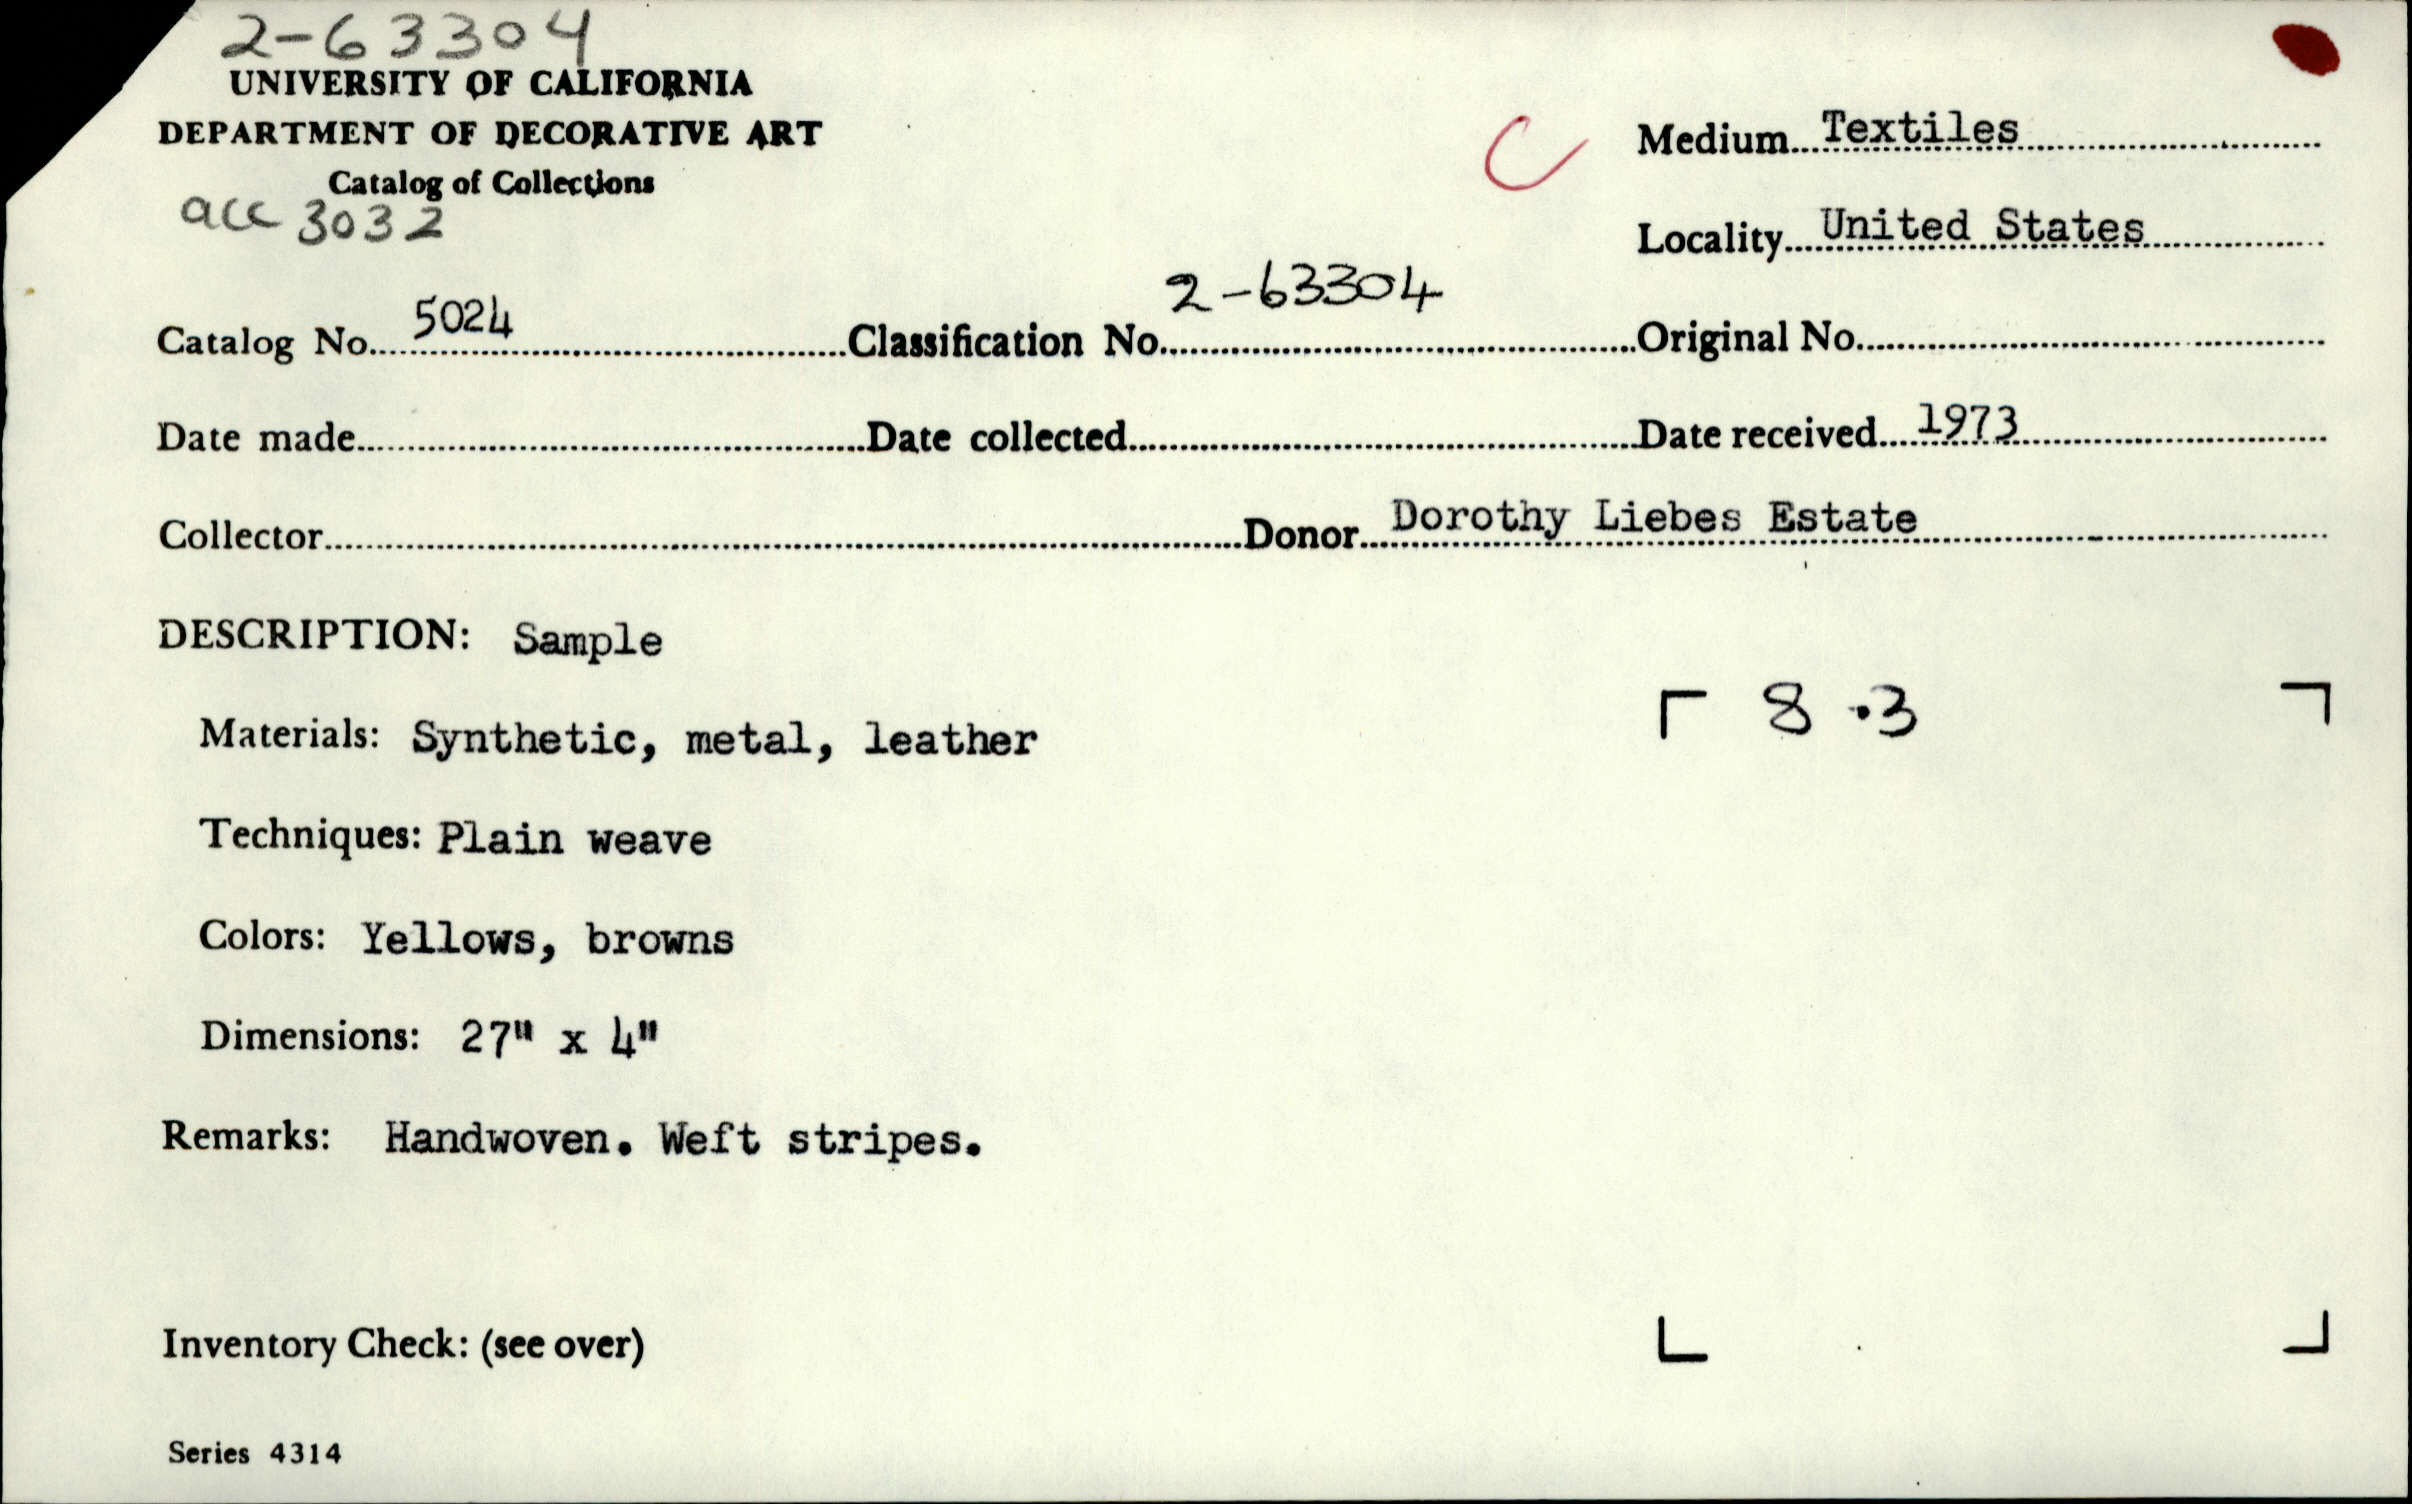 2-63304
UNIVERSITY OF CALIFORNIA
DEPARTMENT OF DECORATIVE ART
Catalog of Collections
acc 3032
C
Medium Textiles
Locality United States
2-63304
Catalog No. 5024 Classification No. Original No.
Date made Date collected Date received 1973
Collector Donor Dorothy Liebes Estate
DESCRIPTION: Sample
8.3
Materials: Synthetic, metal, leather
Techniques: Plain weave
Colors: Yellows, browns
Dimensions: 27" x 4"
Remarks: Handwoven. Weft stripes.
Inventory Check: (see over)
Series 4314